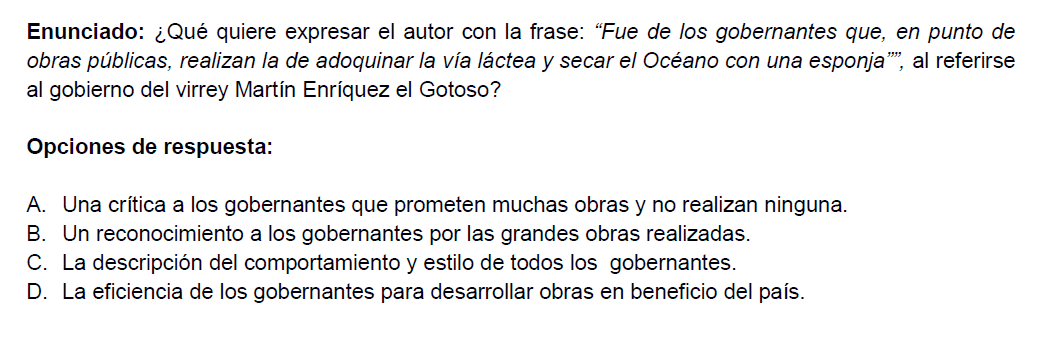 Enunciado: ¿Qué quiere expresar el autor con la frase: “Fue de los gobernantes que, en punto de
obras públicas, realizan la de adoquinar la vía láctea y secar el Océano con una esponja””, al referirse
al gobierno del virrey Martín Enríquez el Gotoso?
Opciones de respuesta:
A. Una crítica a los gobernantes que prometen muchas obras y no realizan ninguna.
B. Un reconocimiento a los gobernantes por las grandes obras realizadas.
C. La descripción del comportamiento y estilo de todos los gobernantes.
D. La eficiencia de los gobernantes para desarrollar obras en beneficio del país.